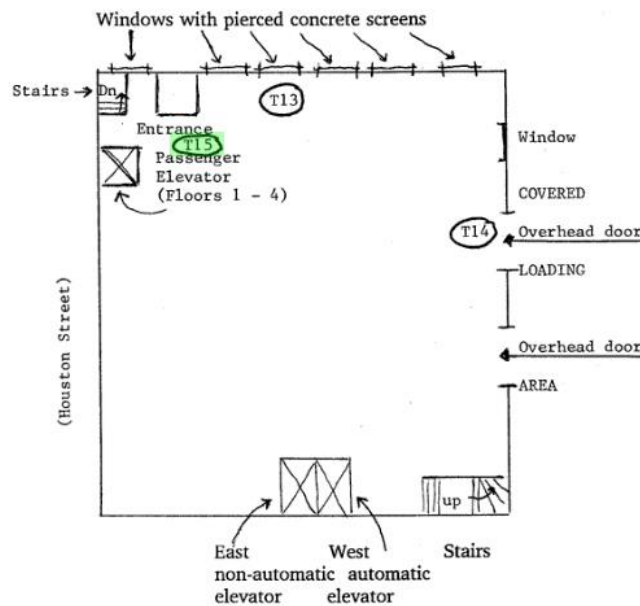 Windows with pierced concrete screens
Stairs
Dn
T13
Entrance
T15
Passenger
Elevator
(Floors 1 - 4)
Window
COVERED
T14
Overhead door
LOADING
Overhead door
AREA
(Houston Street)
up
East West Stairs
non-automatic automatic
elevator elevator